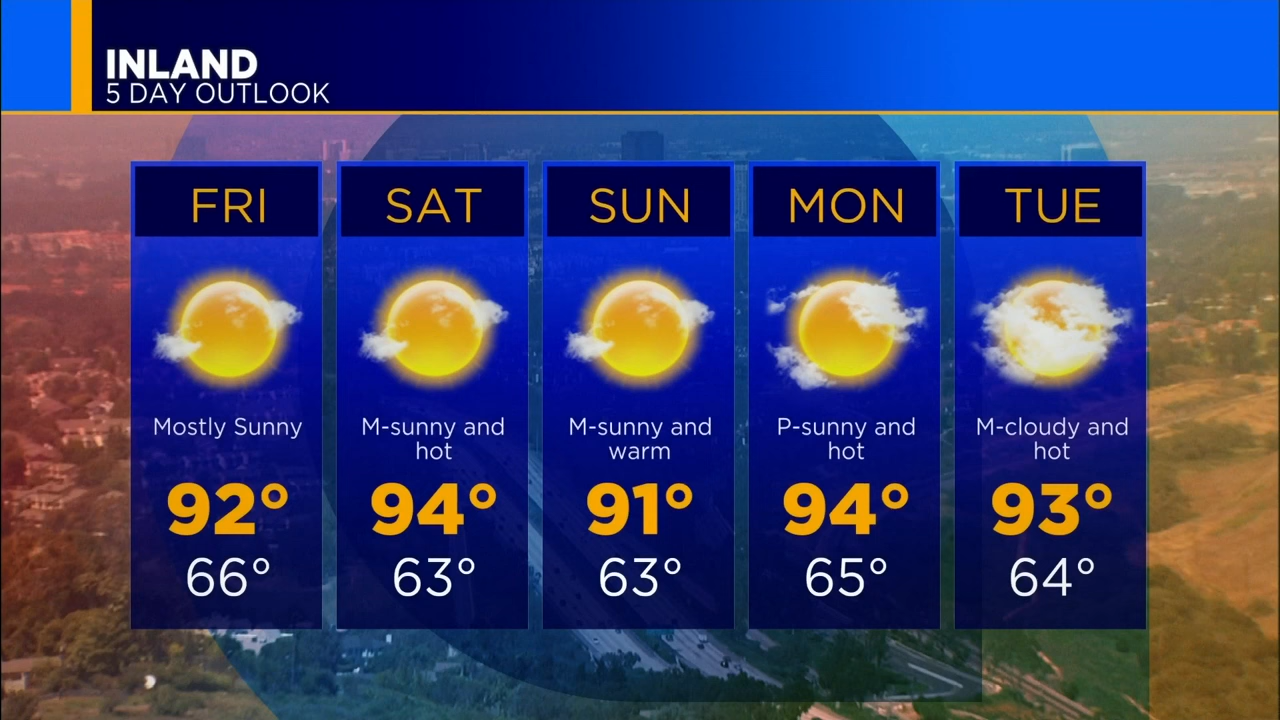 INLAND
5 DAY OUTLOOK
FRI
Mostly Sunny
92°
66°
SAT
M-sunny and
hot
94°
63°
SUN
M-sunny and
warm
91°
63°
MON
P-sunny and
hot
94°
65°
TUE
M-cloudy and
hot
93°
64°